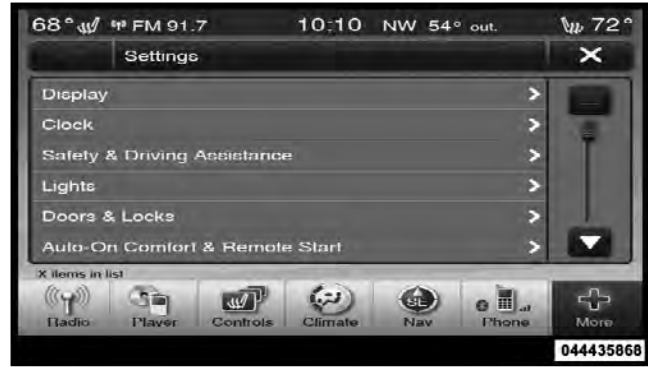 68° FM 91.7 10:10 NW 54° out. 72°
Settings X
Display >
Clock >
Safety & Driving Assistance >
Lights >
Doors & Locks >
Auto-On Comfort & Remote Start >
X items in list
Radio Player Controls Climate Nav Phone More
SE
044435868